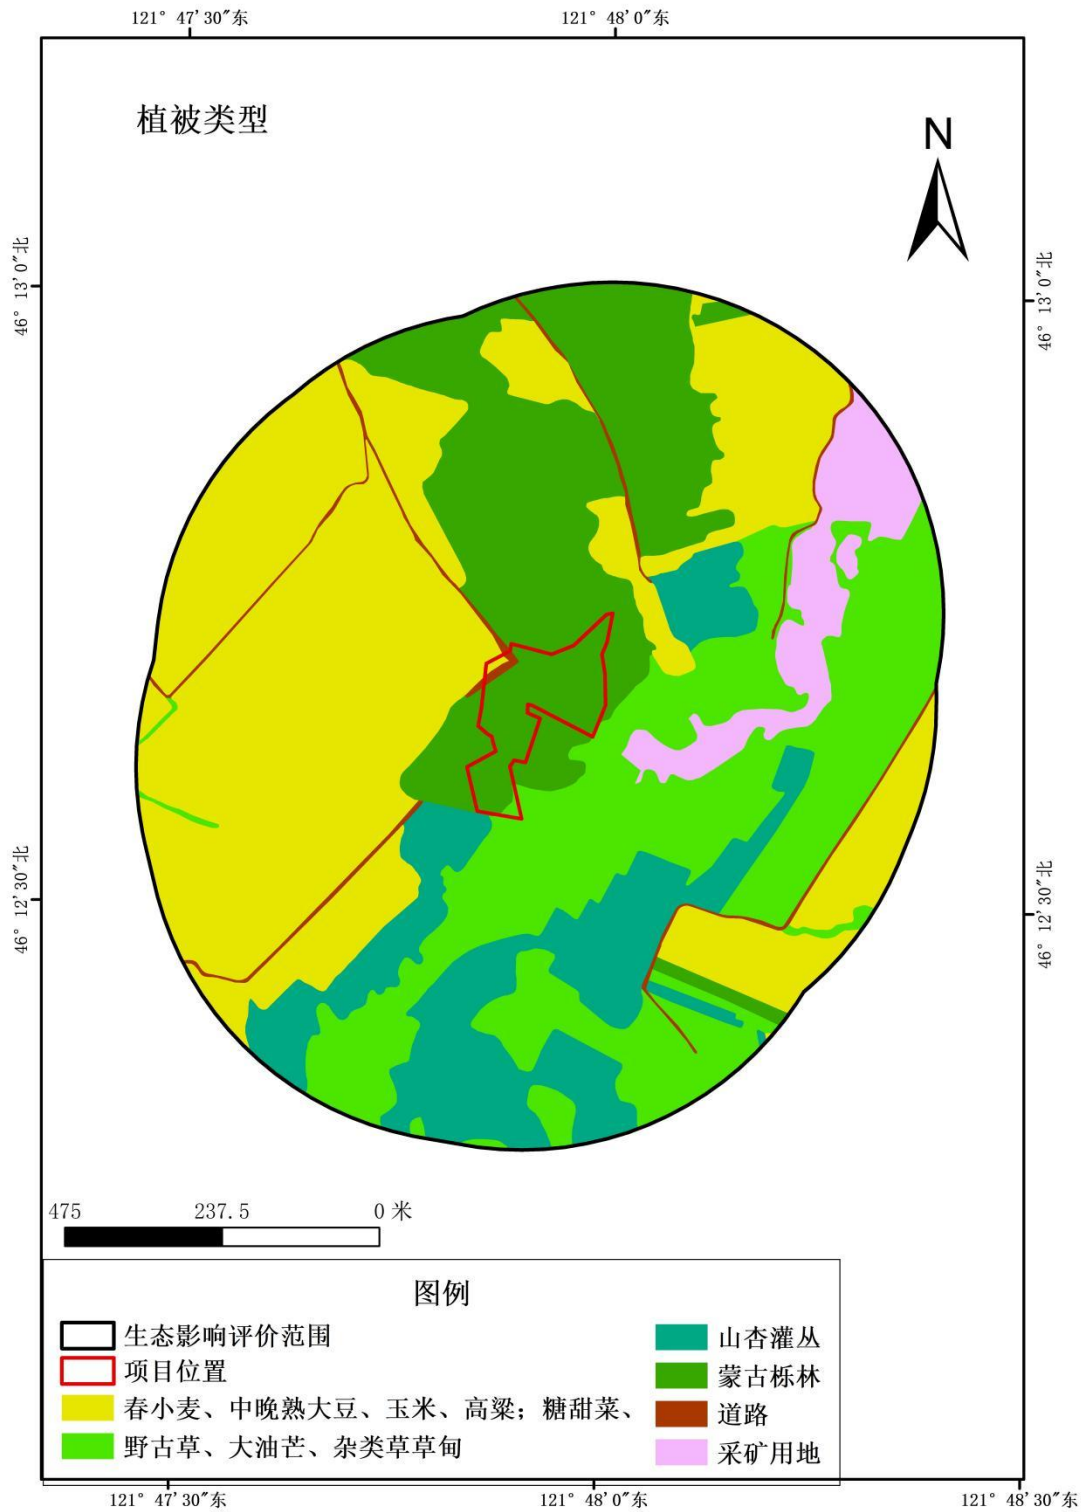 121° 47'30"东
121° 48'0"东
植被类型
N
46° 13'0"北
46° 13'0"北
46° 12'30"北
46° 12'30"北
475
237.5
0 米
图例
生态影响评价范围
项目位置
春小麦、中晚熟大豆、玉米、高粱；糖甜菜、
野古草、大油芒、杂类草草甸
山杏灌丛
蒙古栎林
道路
采矿用地
121° 47'30"东
121° 48'0"东
121° 48'30"东